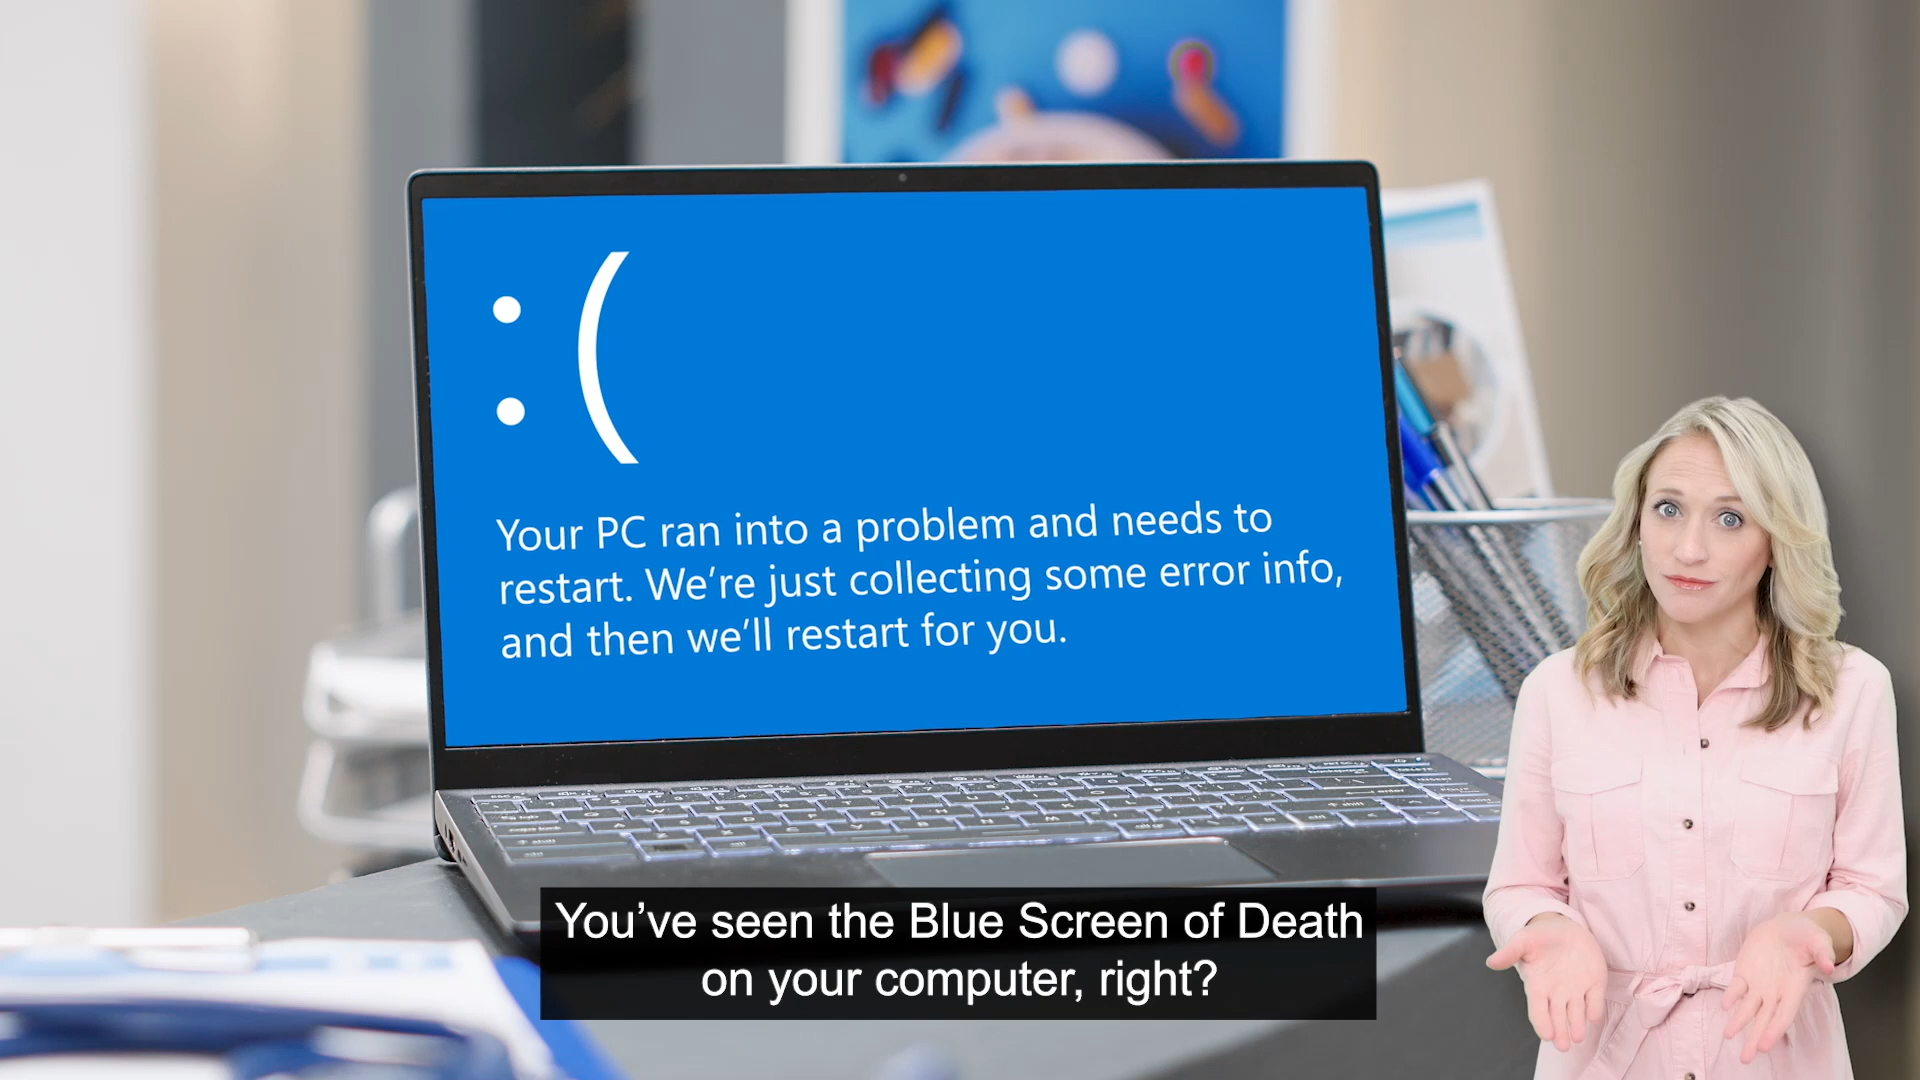 :(
Your PC ran into a problem and needs to
restart. We’re just collecting some error info,
and then we’ll restart for you.
You’ve seen the Blue Screen of Death
on your computer, right?